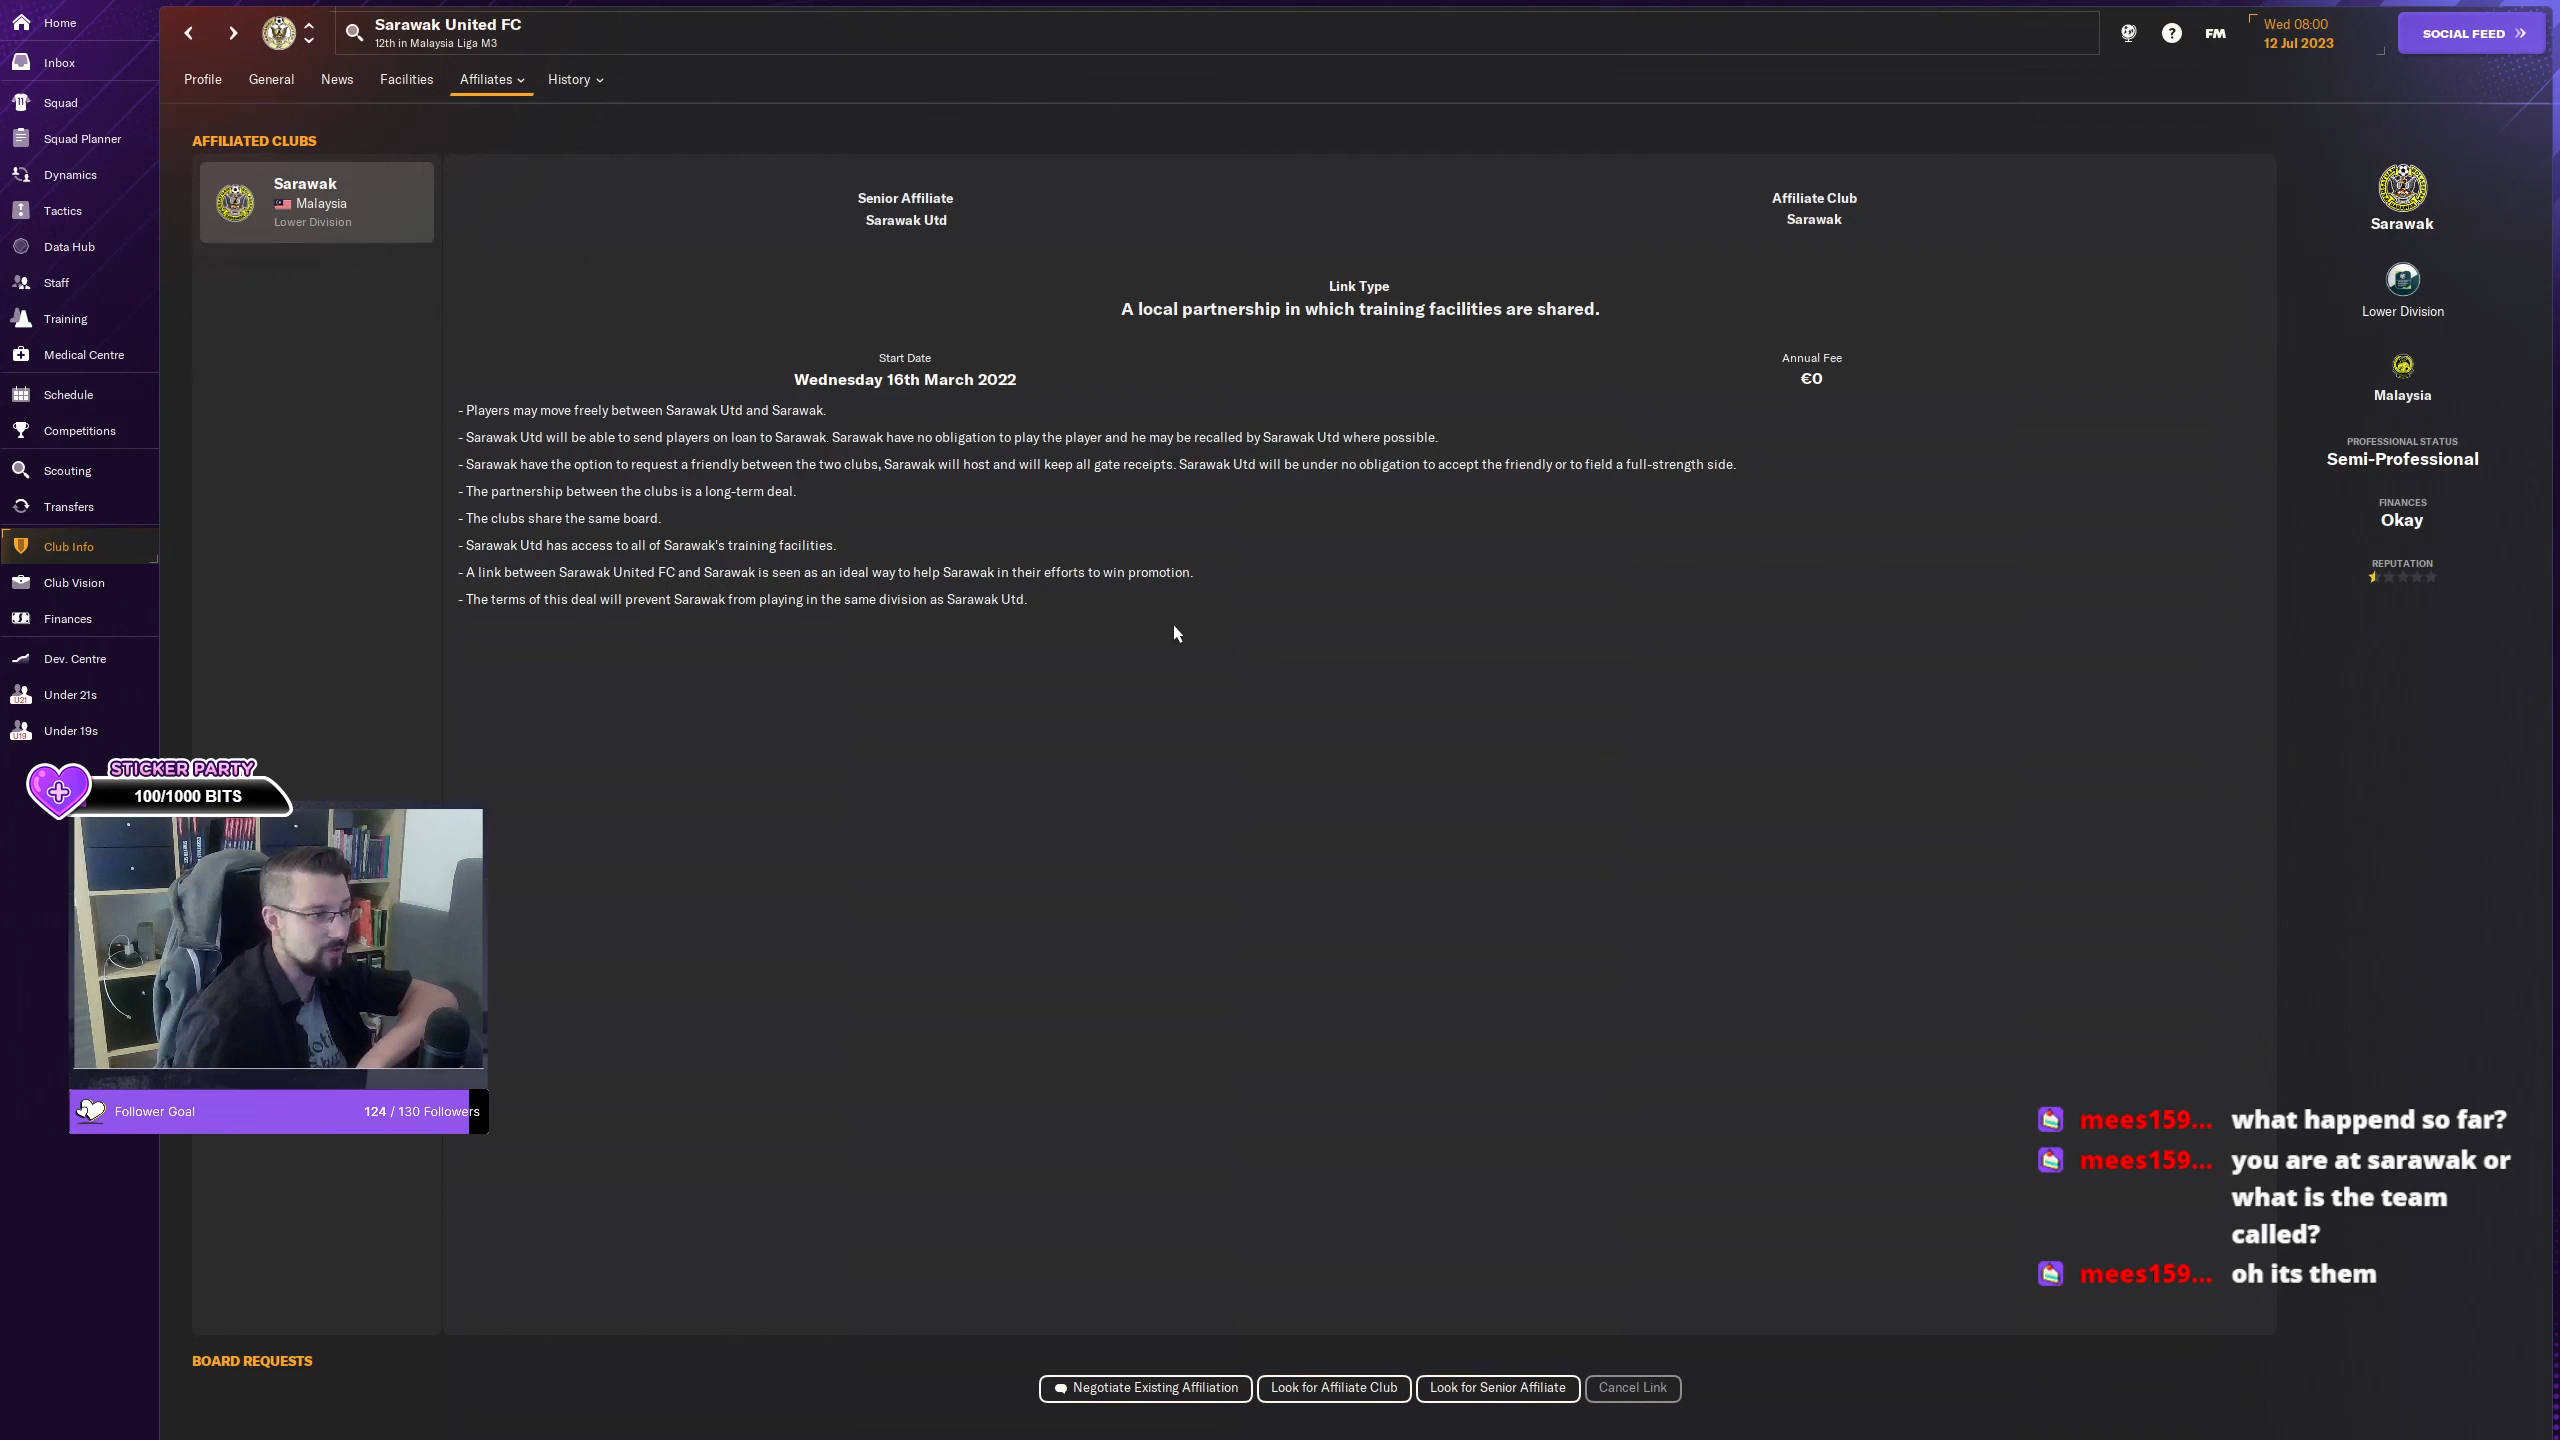 Home
Inbox
Squad
Squad Planner
Dynamics
Tactics
Data Hub
Staff
Training
Medical Centre
Schedule
Competitions
Scouting
Transfers
Club Info
Club Vision
Finances
Dev. Centre
Under 21s
Under 19s
Sarawak United FC
12th in Malaysia Liga M3
FM
Wed 08:00
12 Jul 2023
SOCIAL FEED
Profile
General
News
Facilities
Affiliates
History
AFFILIATED CLUBS
Sarawak
Malaysia
Lower Division
Senior Affiliate
Sarawak Utd
Affiliate Club
Sarawak
Link Type
A local partnership in which training facilities are shared.
Start Date
Wednesday 16th March 2022
Annual Fee
€0
- Players may move freely between Sarawak Utd and Sarawak.
- Sarawak Utd will be able to send players on loan to Sarawak. Sarawak have no obligation to play the player and he may be recalled by Sarawak Utd where possible.
- Sarawak have the option to request a friendly between the two clubs, Sarawak will host and will keep all gate receipts. Sarawak Utd will be under no obligation to accept the friendly or to field a full-strength side.
- The partnership between the clubs is a long-term deal.
- The clubs share the same board.
- Sarawak Utd has access to all of Sarawak's training facilities.
- A link between Sarawak United FC and Sarawak is seen as an ideal way to help Sarawak in their efforts to win promotion.
- The terms of this deal will prevent Sarawak from playing in the same division as Sarawak Utd.
Sarawak
Lower Division
Malaysia
PROFESSIONAL STATUS
Semi-Professional
FINANCES
Okay
REPUTATION
STICKER PARTY
100/1000 BITS
Follower Goal
124 / 130 Followers
mees159... what happend so far?
mees159... you are at sarawak or
what is the team
called?
mees159... oh its them
BOARD REQUESTS
Negotiate Existing Affiliation
Look for Affiliate Club
Look for Senior Affiliate
Cancel Link